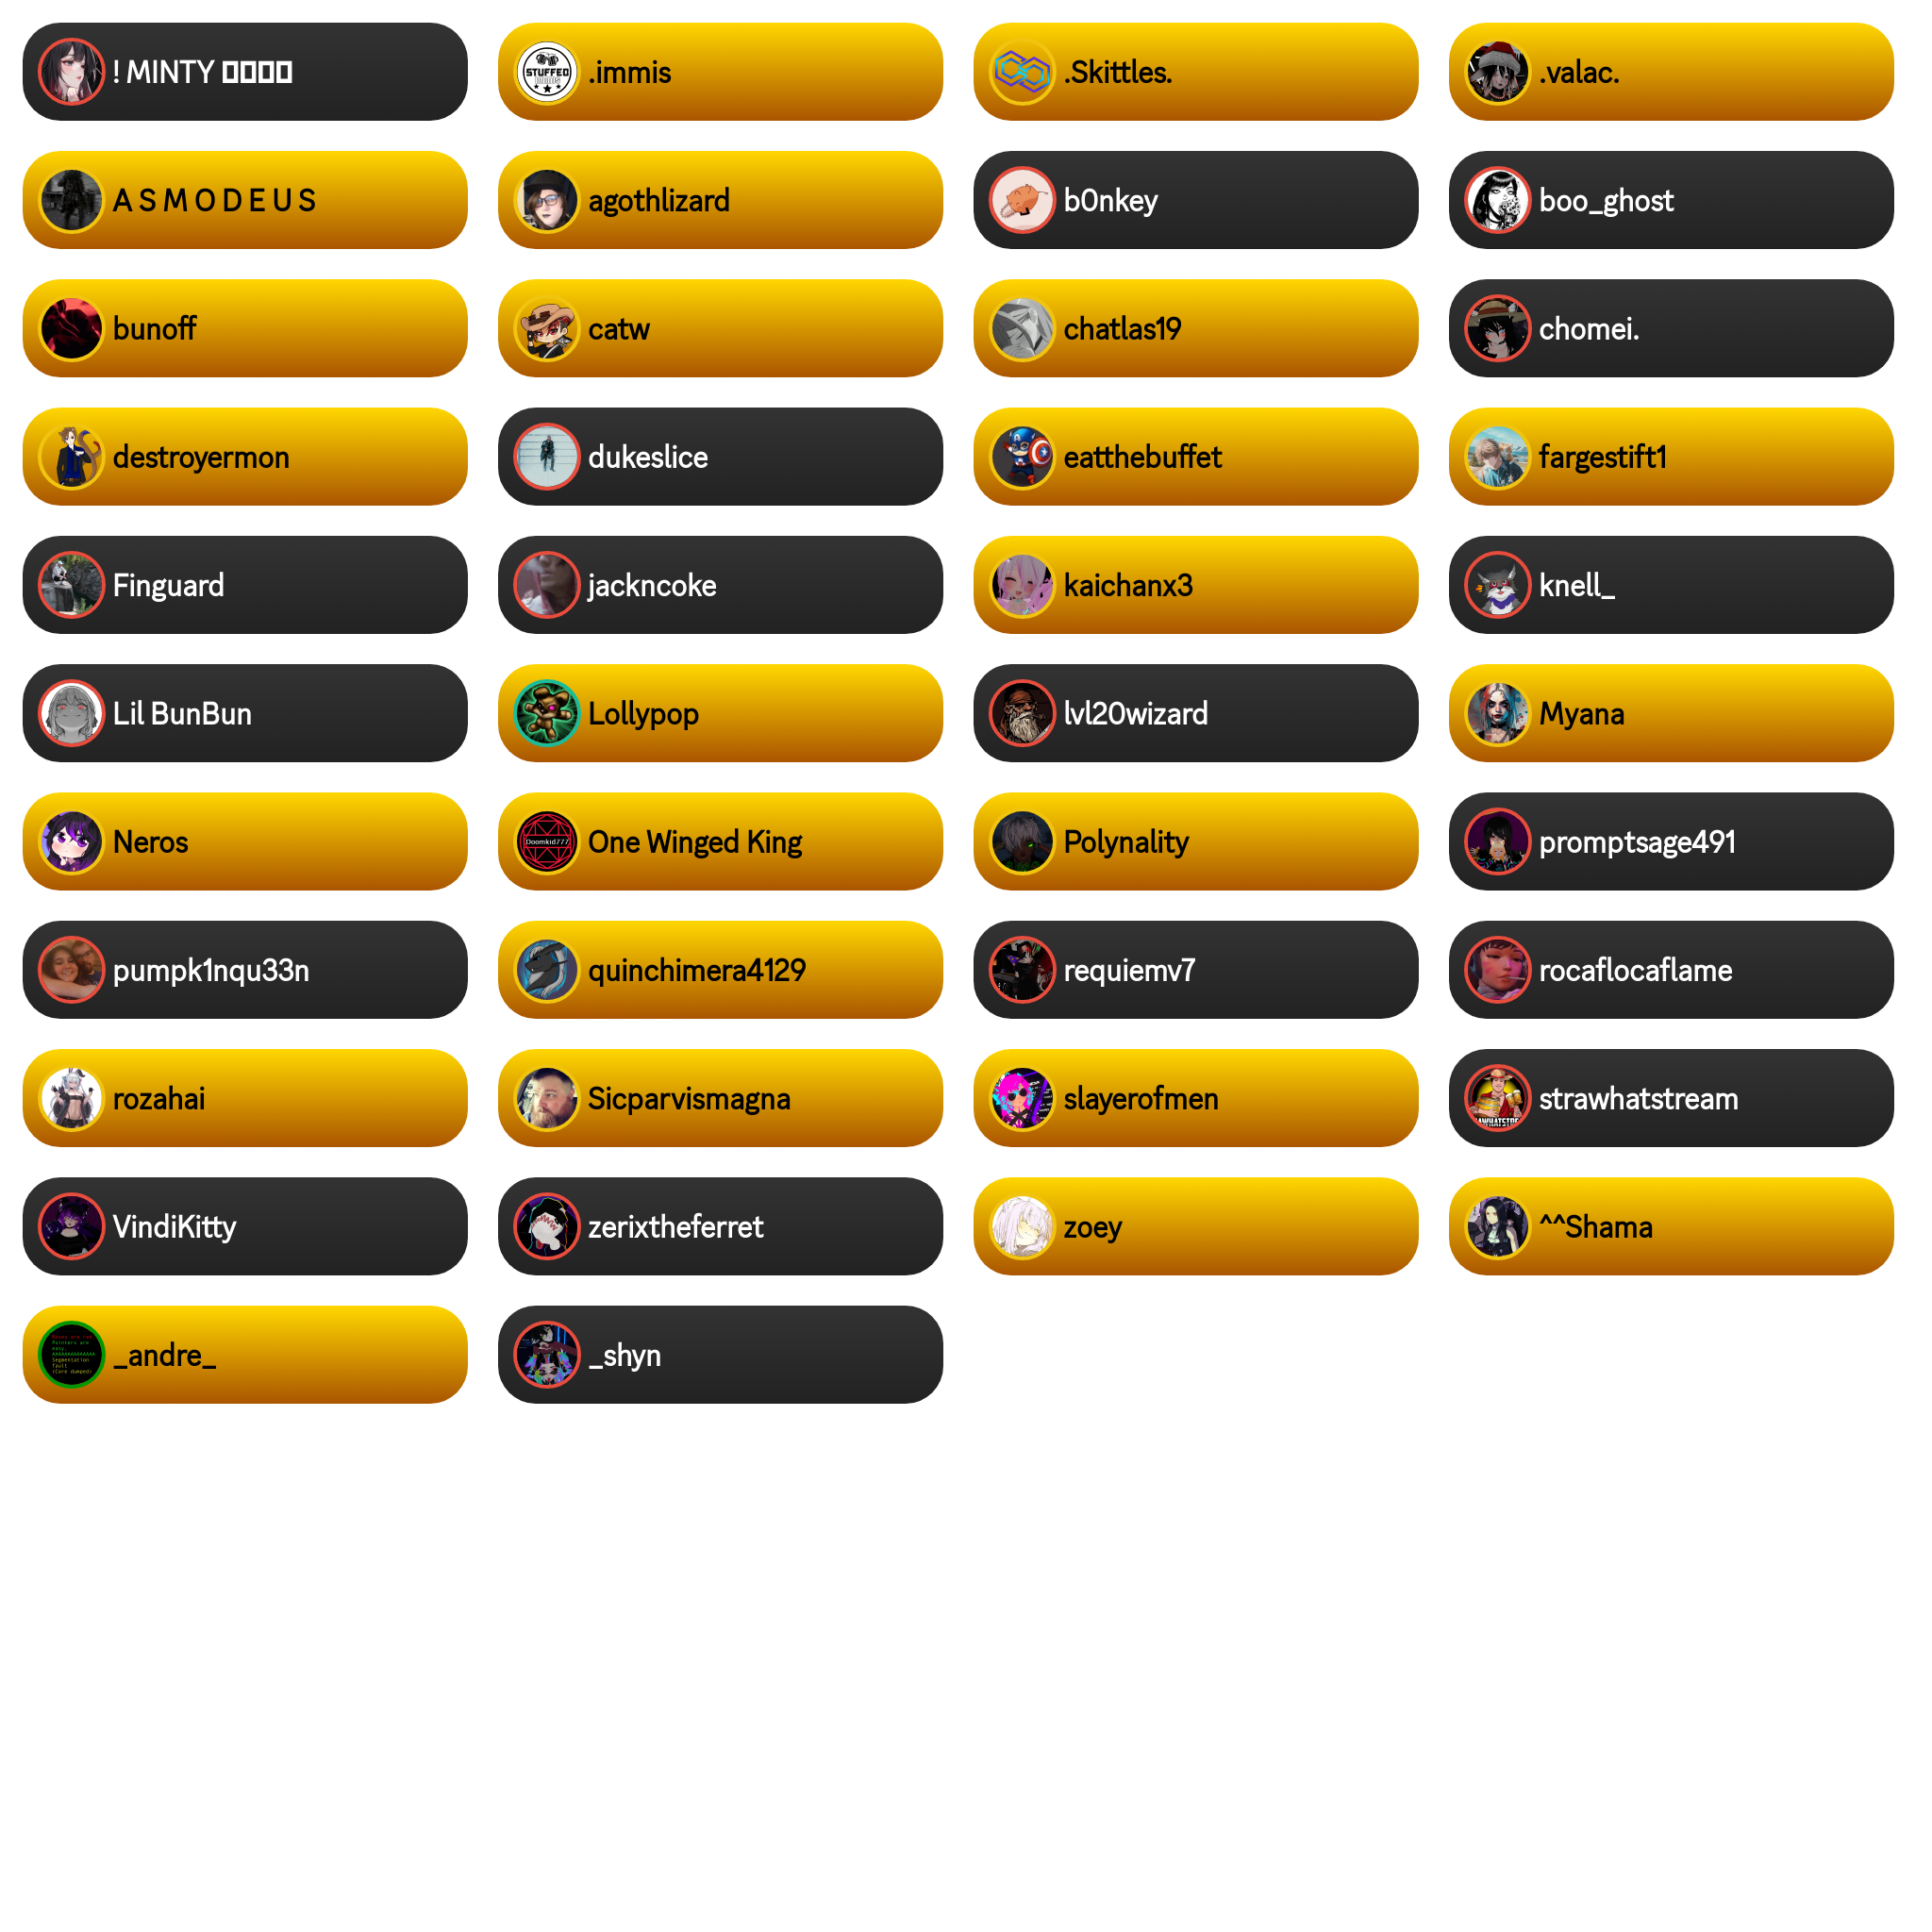 ! MINTY
.immis
.Skittles.
.valac.
A S M O D E U S
agothlizard
b0nkey
boo_ghost
bunoff
catw
chatlas19
chomei.
destroyermon
dukeslice
eatthebuffet
fargestift1
Finguard
jackncoke
kaichanx3
knell_
Lil BunBun
Lollypop
lvl20wizard
Myana
Neros
Doomkid777
One Winged King
Polynality
promptsage491
pumpk1nqu33n
quinchimera4129
requiemv7
rocaflocaflame
rozahai
Sicparvismagna
slayerofmen
strawhatstream
VindiKitty
zerixtheferret
zoey
^^Shama
_andre_
_shyn
STUFFED